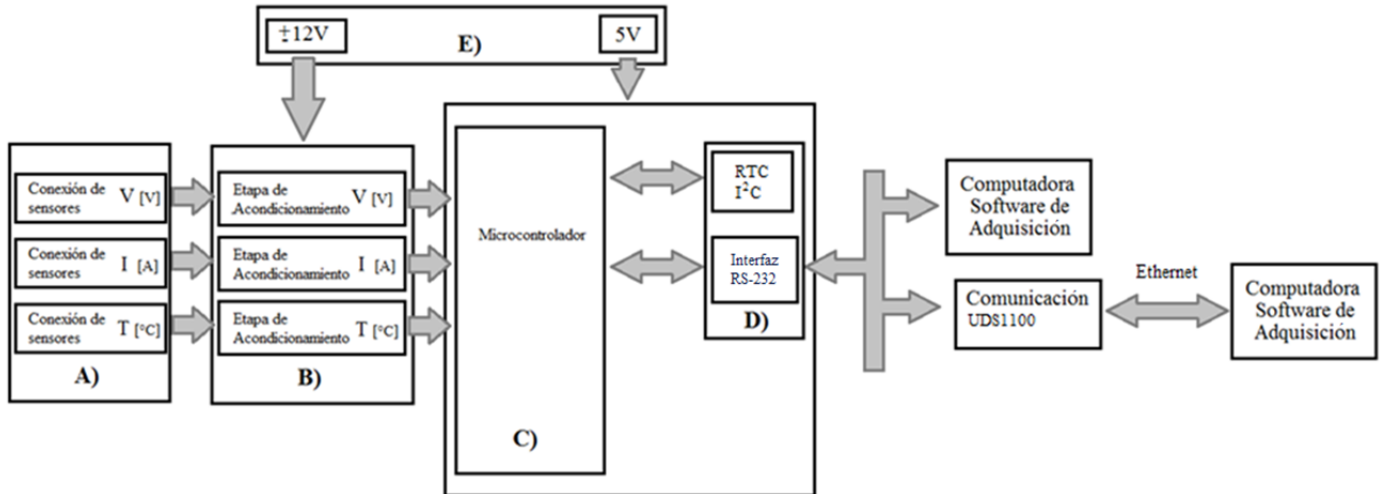 ±12V
E)
5V
Conexión de
sensores V [V]
Conexión de
sensores I [A]
Conexión de
sensores T [°C]
A)
Etapa de
Acondicionamiento V [V]
Etapa de
Acondicionamiento I [A]
Etapa de
Acondicionamiento T [°C]
B)
Microcontrolador
C)
RTC
I²C
Interfaz
RS-232
D)
Computadora
Software de
Adquisición
Comunicación
UDS1100
Ethernet
Computadora
Software de
Adquisición